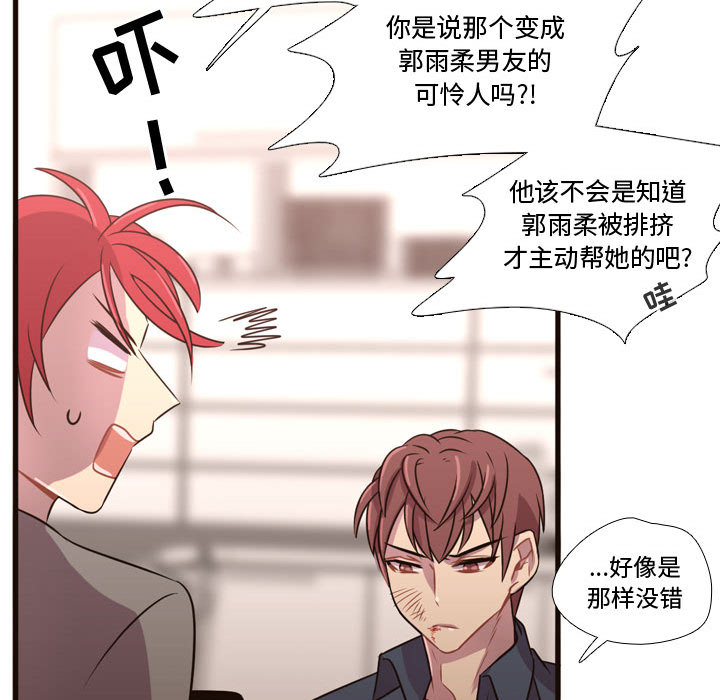 吓！
你是说那个变成
郭雨柔男友的
可怜人吗?!
他该不会是知道
郭雨柔被排挤
才主动帮她的吧?
哇
...好像是
那样没错